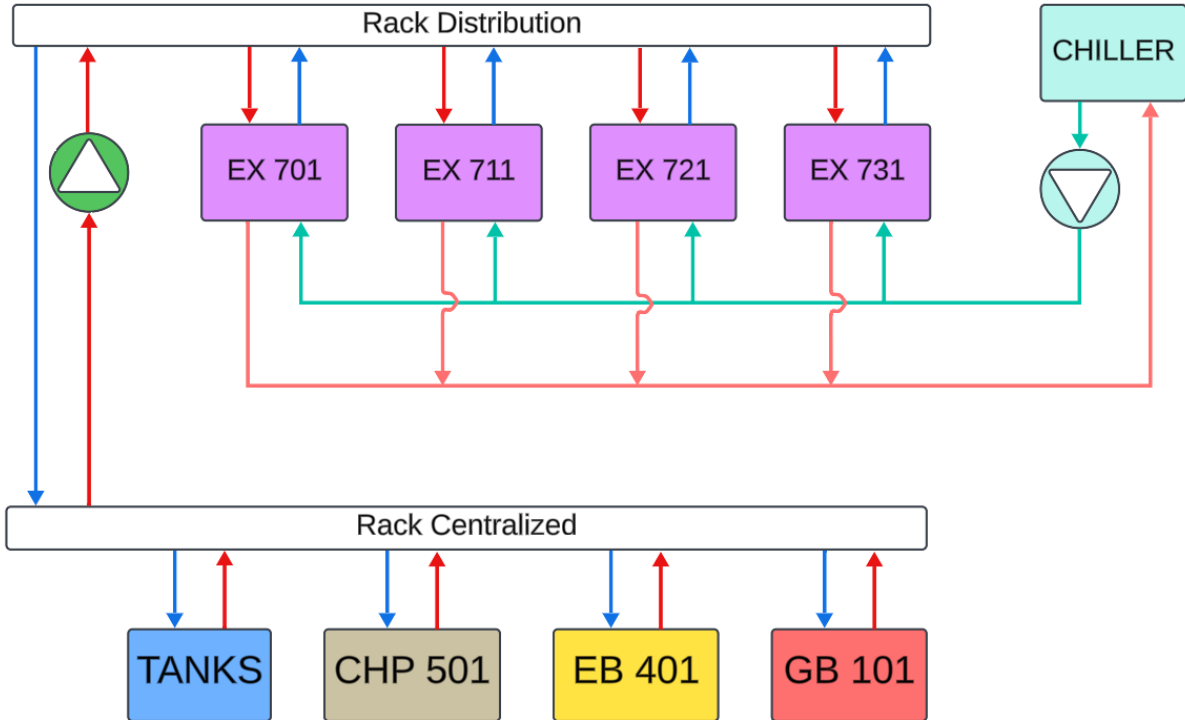 Rack Distribution
CHILLER
EX 701
EX 711
EX 721
EX 731
Rack Centralized
TANKS
CHP 501
EB 401
GB 101